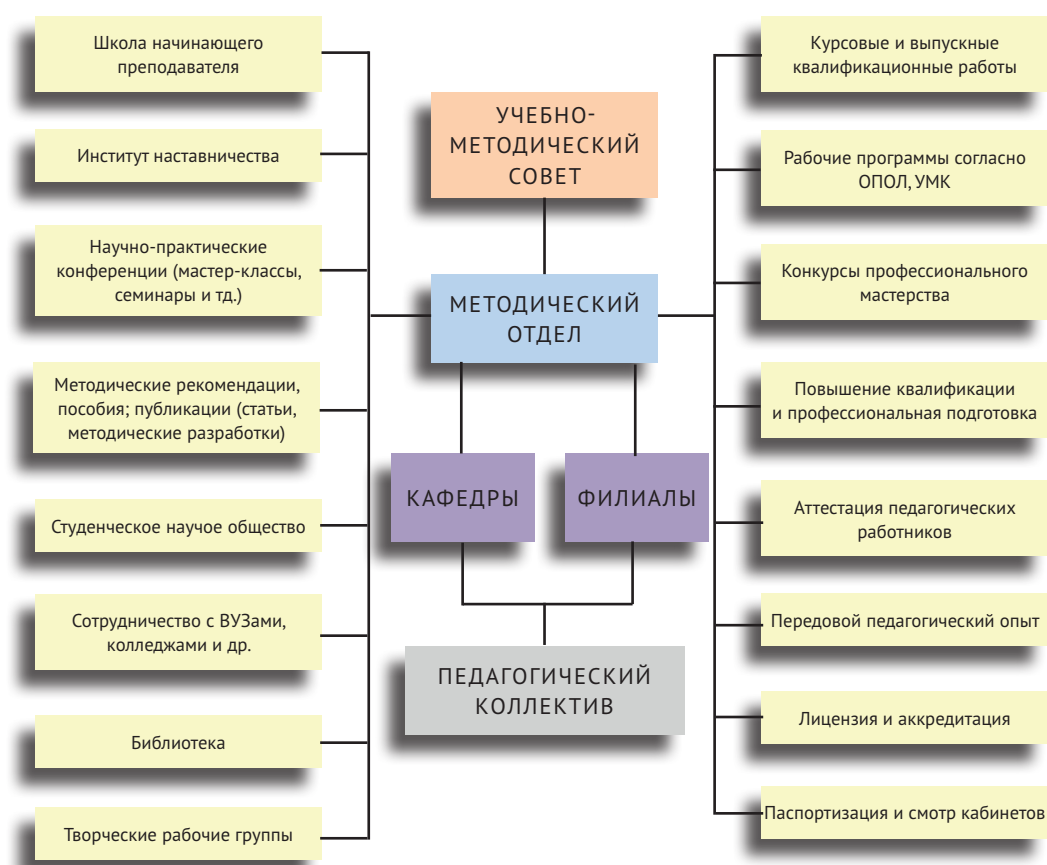 Школа начинающего
преподавателя
Институт наставничества
Научно-практические
конференции (мастер-классы,
семинары и тд.)
Методические рекомендации,
пособия; публикации (статьи,
методические разработки)
Студенческое научое общество
Сотрудничество с ВУЗами,
колледжами и др.
Библиотека
Творческие рабочие группы
УЧЕБНО-
МЕТОДИЧЕСКИЙ
СОВЕТ
МЕТОДИЧЕСКИЙ
ОТДЕЛ
КАФЕДРЫ
ФИЛИАЛЫ
ПЕДАГОГИЧЕСКИЙ
КОЛЛЕКТИВ
Курсовые и выпускные
квалификационные работы
Рабочие программы согласно
ОПОЛ, УМК
Конкурсы профессионального
мастерства
Повышение квалификации
и профессиональная подготовка
Аттестация педагогических
работников
Передовой педагогический опыт
Лицензия и аккредитация
Паспортизация и смотр кабинетов